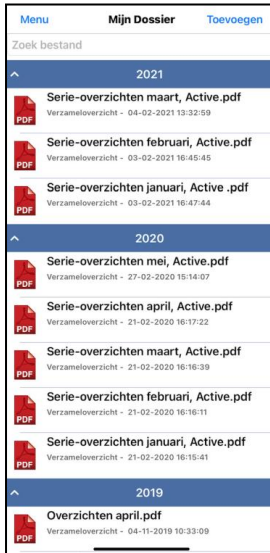 Menu Mijn Dossier Toevoegen
Zoek bestand
2021
Serie-overzichten maart, Active.pdf
PDF Verzameloverzicht - 04-02-2021 13:32:59
Serie-overzichten februari, Active.pdf
PDF Verzameloverzicht - 03-02-2021 16:45:45
Serie-overzichten januari, Active .pdf
PDF Verzameloverzicht - 03-02-2021 16:47:44
2020
Serie-overzichten mei, Active.pdf
PDF Verzameloverzicht - 27-02-2020 15:14:07
Serie-overzichten april, Active.pdf
PDF Verzameloverzicht - 21-02-2020 16:17:22
Serie-overzichten maart, Active.pdf
PDF Verzameloverzicht - 21-02-2020 16:16:39
Serie-overzichten februari, Active.pdf
PDF Verzameloverzicht - 21-02-2020 16:16:11
Serie-overzichten januari, Active.pdf
PDF Verzameloverzicht - 21-02-2020 16:15:41
2019
Overzichten april.pdf
PDF Verzameloverzicht - 04-11-2019 10:33:09